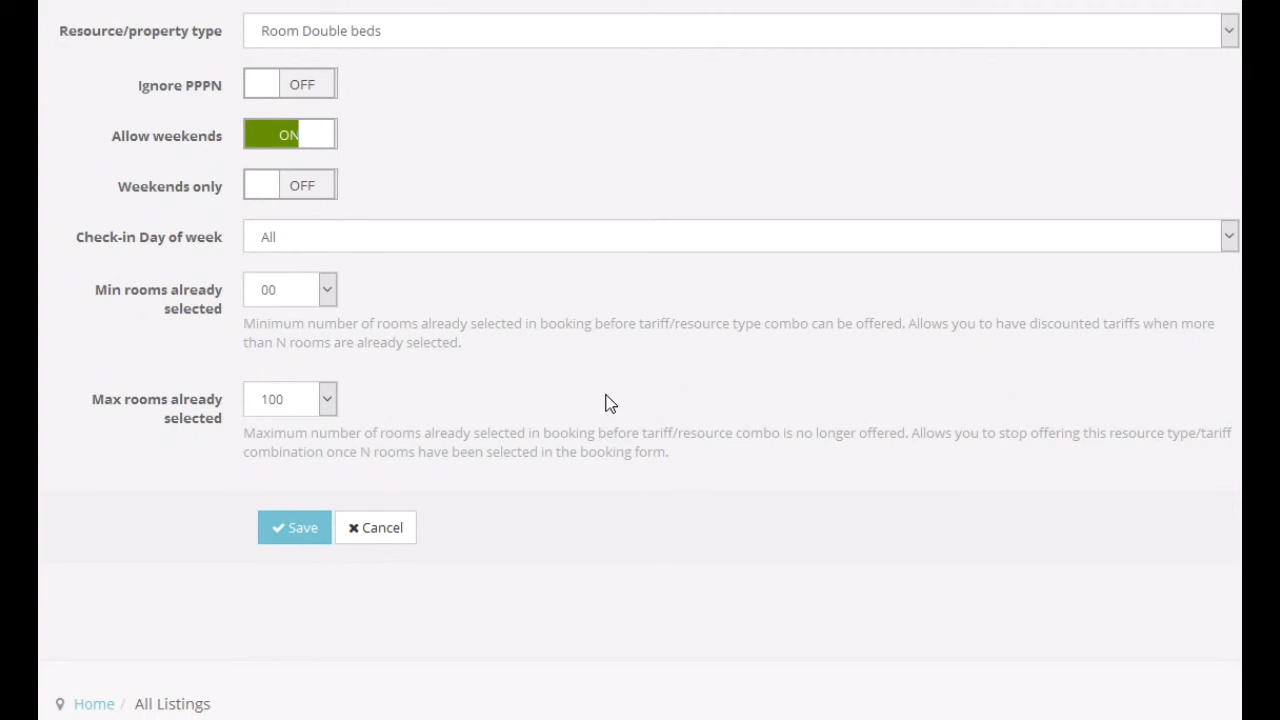 Resource/property type
Room Double beds
Ignore PPPN
OFF
Allow weekends
ON
Weekends only
OFF
Check-in Day of week
All
Min rooms already
selected
00
Minimum number of rooms already selected in booking before tariff/resource type combo can be offered. Allows you to have discounted tariffs when more
than N rooms are already selected.
Max rooms already
selected
100
Maximum number of rooms already selected in booking before tariff/resource combo is no longer offered. Allows you to stop offering this resource type/tariff
combination once N rooms have been selected in the booking form.
Save Cancel
Home / All Listings